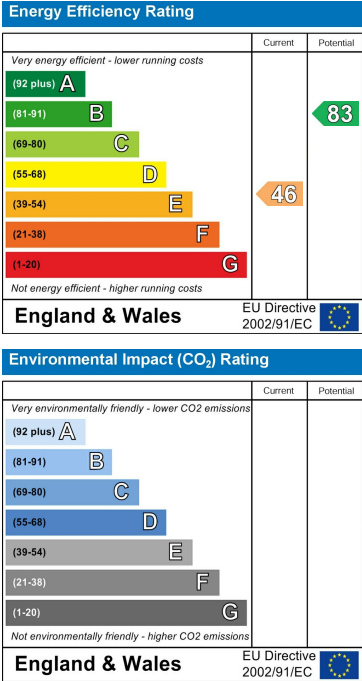 Energy Efficiency Rating
Current Potential
Very energy efficient - lower running costs
(92 plus) A
(81-91) B
83
(69-80) C
(55-68) D
(39-54) E
46
(21-38) F
(1-20) G
Not energy efficient - higher running costs
England & Wales
EU Directive
2002/91/EC
Environmental Impact (CO₂) Rating
Current Potential
Very environmentally friendly - lower CO2 emissions
(92 plus) A
(81-91) B
(69-80) C
(55-68) D
(39-54) E
(21-38) F
(1-20) G
Not environmentally friendly - higher CO2 emissions
England & Wales
EU Directive
2002/91/EC